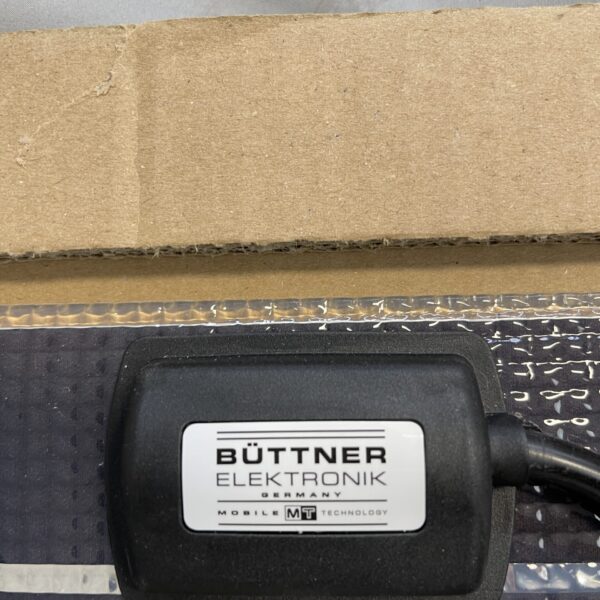 BÜTTNER
ELEKTRONIK
GERMANY
MOBILE MT TECHNOLOGY